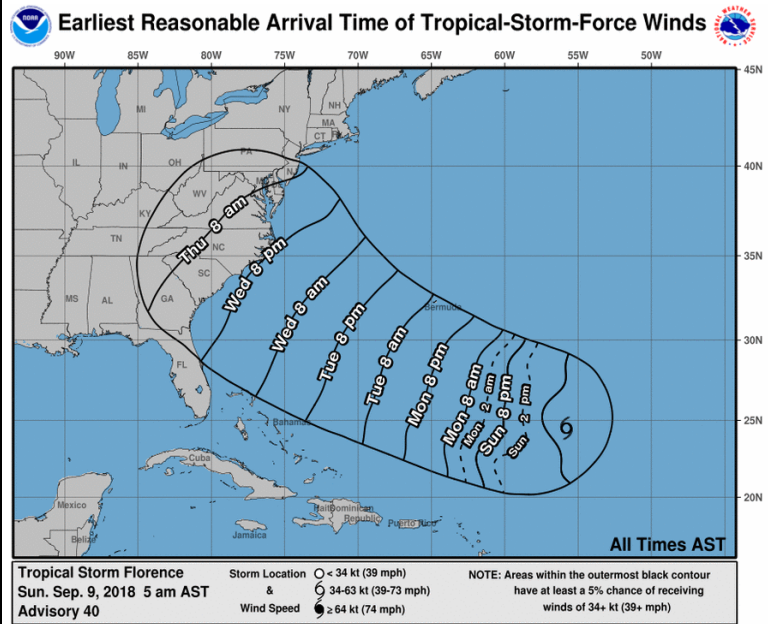 Earliest Reasonable Arrival Time of Tropical-Storm-Force Winds
NOAA
90W 85W 80W 75W 70W 65W 60W 55W 50W
45N
40N
35N
30N
25N
20N
MI
NY
NH
MA
CT
PA
NJ
IL
IN
OH
WV
KY
TN
NC
SC
MS
AL
GA
FL
Thu 8 am
Wed 8 pm
Wed 8 am
Tue 8 pm
Tue 8 am
Mon 8 pm
Mon 8 am
Mon 2 am
Sun 8 pm
Sun 2 pm
Bermuda
Bahamas
Cuba
Mexico
Belize
Jamaica
Haiti
Dominican
Republic
Puerto Rico
All Times AST
Tropical Storm Florence
Sun. Sep. 9, 2018 5 am AST
Advisory 40
Storm Location
&
Wind Speed
< 34 kt (39 mph)
34-63 kt (39-73 mph)
≥ 64 kt (74 mph)
NOTE: Areas within the outermost black contour
have at least a 5% chance of receiving
winds of 34+ kt (39+ mph)